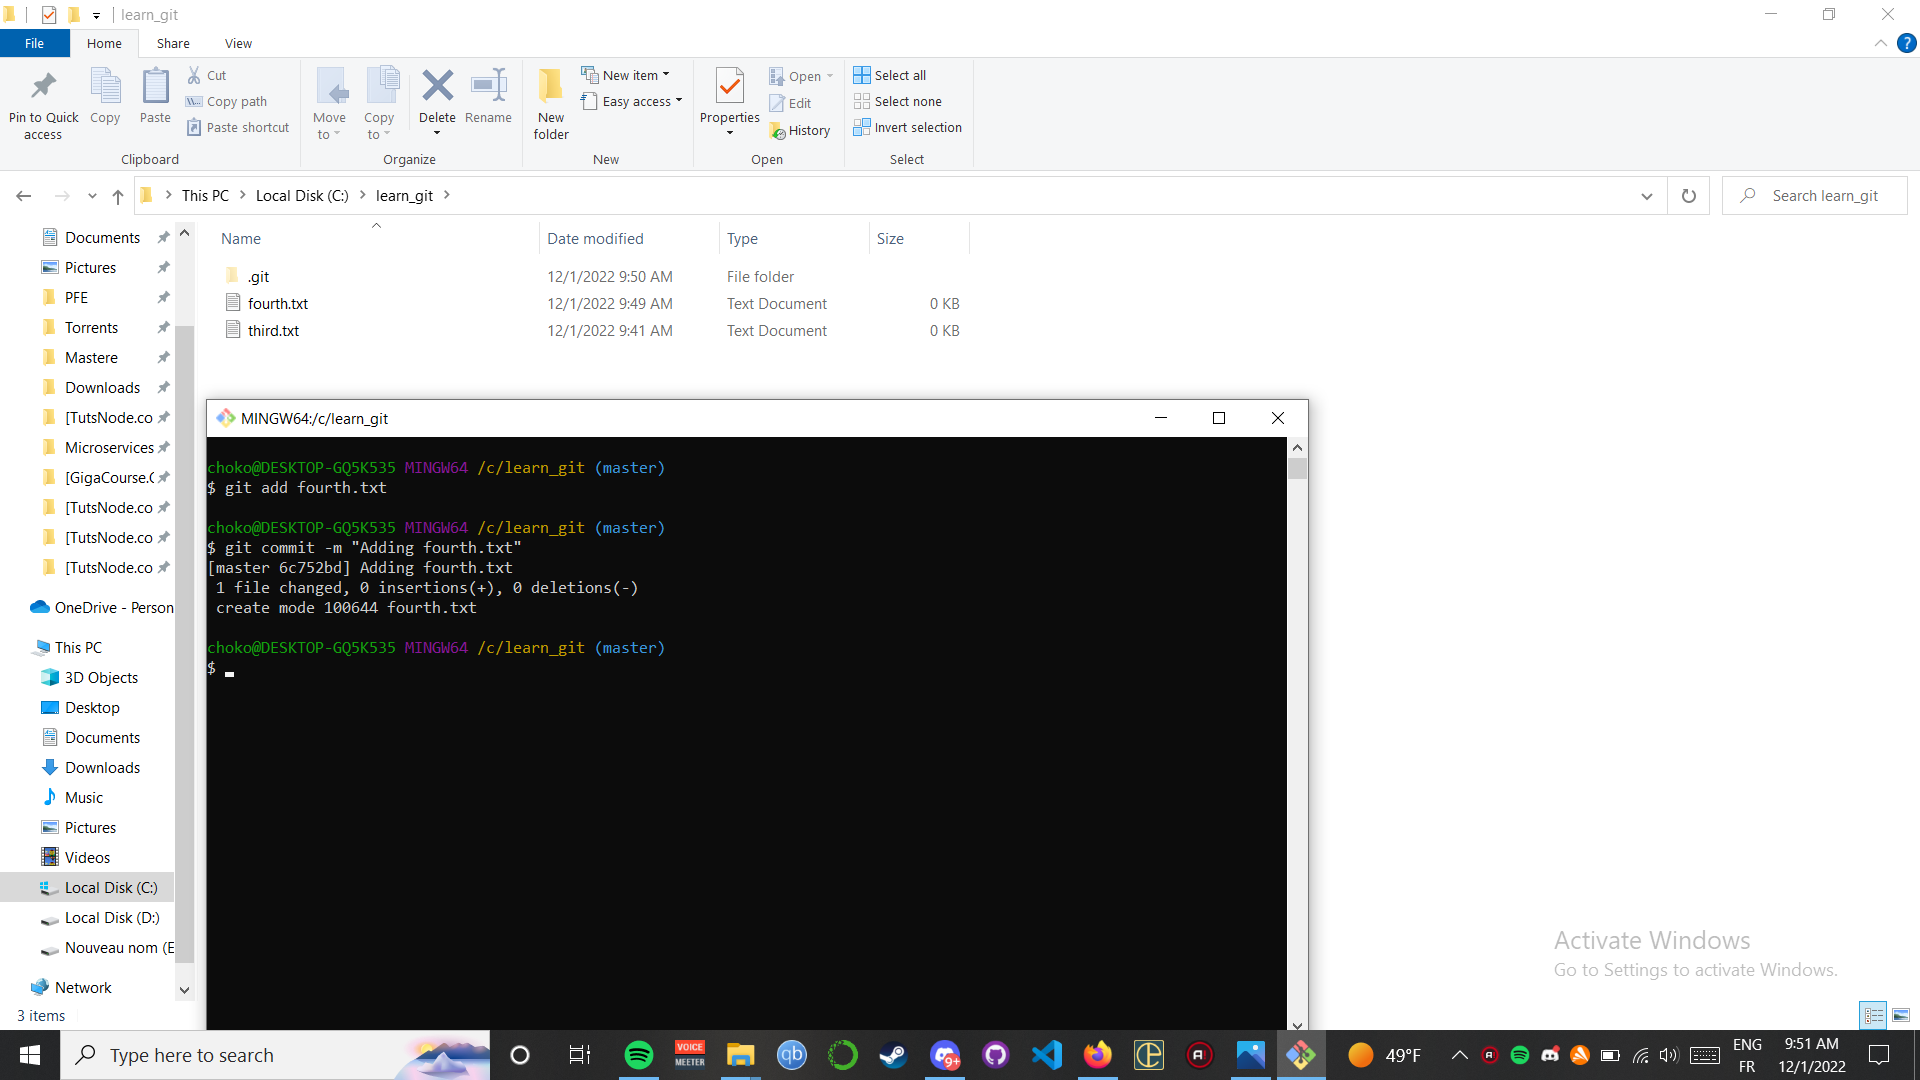 learn_git
File
Home
Share
View
Pin to Quick access
Copy
Paste
Cut
Copy path
Paste shortcut
Clipboard
Move to
Copy to
Delete
Rename
Organize
New folder
New item
Easy access
New
Properties
Open
Edit
History
Open
Select all
Select none
Invert selection
Select
This PC
Local Disk (C:)
learn_git
Search learn_git
Documents
Pictures
PFE
Torrents
Mastere
Downloads
[TutsNode.co
Microservices
[GigaCourse.C
[TutsNode.co
[TutsNode.co
[TutsNode.co
OneDrive - Person
This PC
3D Objects
Desktop
Documents
Downloads
Music
Pictures
Videos
Local Disk (C:)
Local Disk (D:)
Nouveau nom (E
Network
3 items
Name Date modified Type Size
.git 12/1/2022 9:50 AM File folder
fourth.txt 12/1/2022 9:49 AM Text Document 0 KB
third.txt 12/1/2022 9:41 AM Text Document 0 KB
MINGW64:/c/learn_git
choko@DESKTOP-GQ5K535 MINGW64 /c/learn_git (master)
$ git add fourth.txt
choko@DESKTOP-GQ5K535 MINGW64 /c/learn_git (master)
$ git commit -m "Adding fourth.txt"
[master 6c752bd] Adding fourth.txt
1 file changed, 0 insertions(+), 0 deletions(-)
create mode 100644 fourth.txt
choko@DESKTOP-GQ5K535 MINGW64 /c/learn_git (master)
$
Activate Windows
Go to Settings to activate Windows.
Type here to search
VOICE
MEETER
qb
9+
49°F
ENG
FR
9:51 AM
12/1/2022